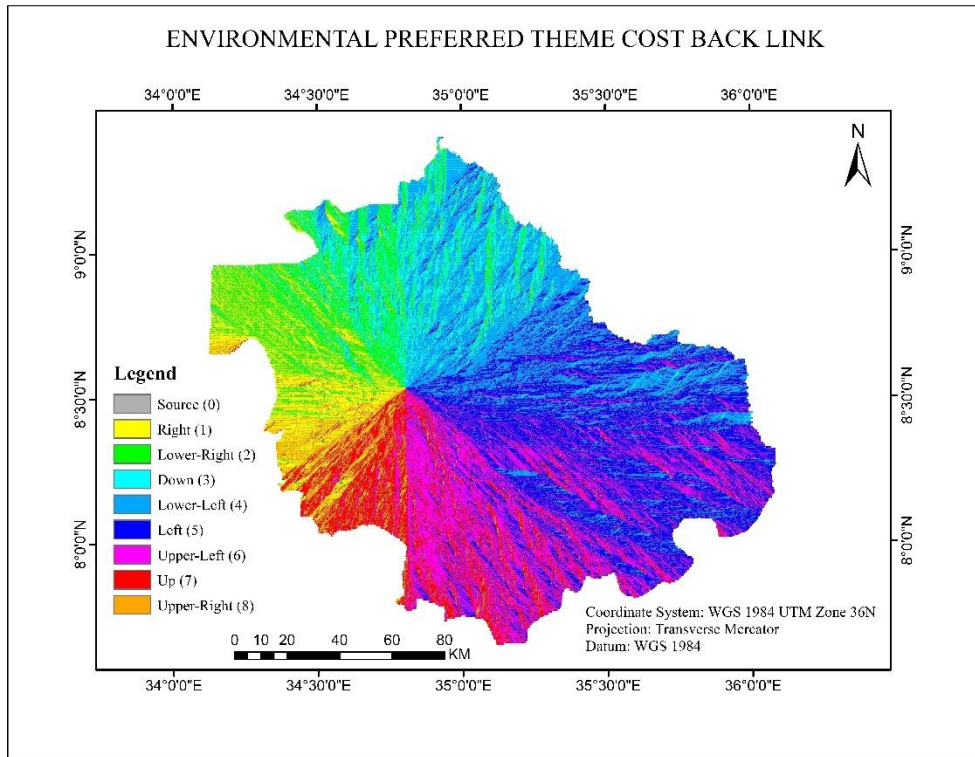 ENVIRONMENTAL PREFERRED THEME COST BACK LINK
34°0'0"E 34°30'0"E 35°0'0"E 35°30'0"E 36°0'0"E
N
9°0'0"N
9°0'0"N
8°30'0"N
8°30'0"N
8°0'0"N
8°0'0"N
Legend
Source (0)
Right (1)
Lower-Right (2)
Down (3)
Lower-Left (4)
Left (5)
Upper-Left (6)
Up (7)
Upper-Right (8)
Coordinate System: WGS 1984 UTM Zone 36N
Projection: Transverse Mercator
Datum: WGS 1984
0 10 20 40 60 80
KM
34°0'0"E 34°30'0"E 35°0'0"E 35°30'0"E 36°0'0"E